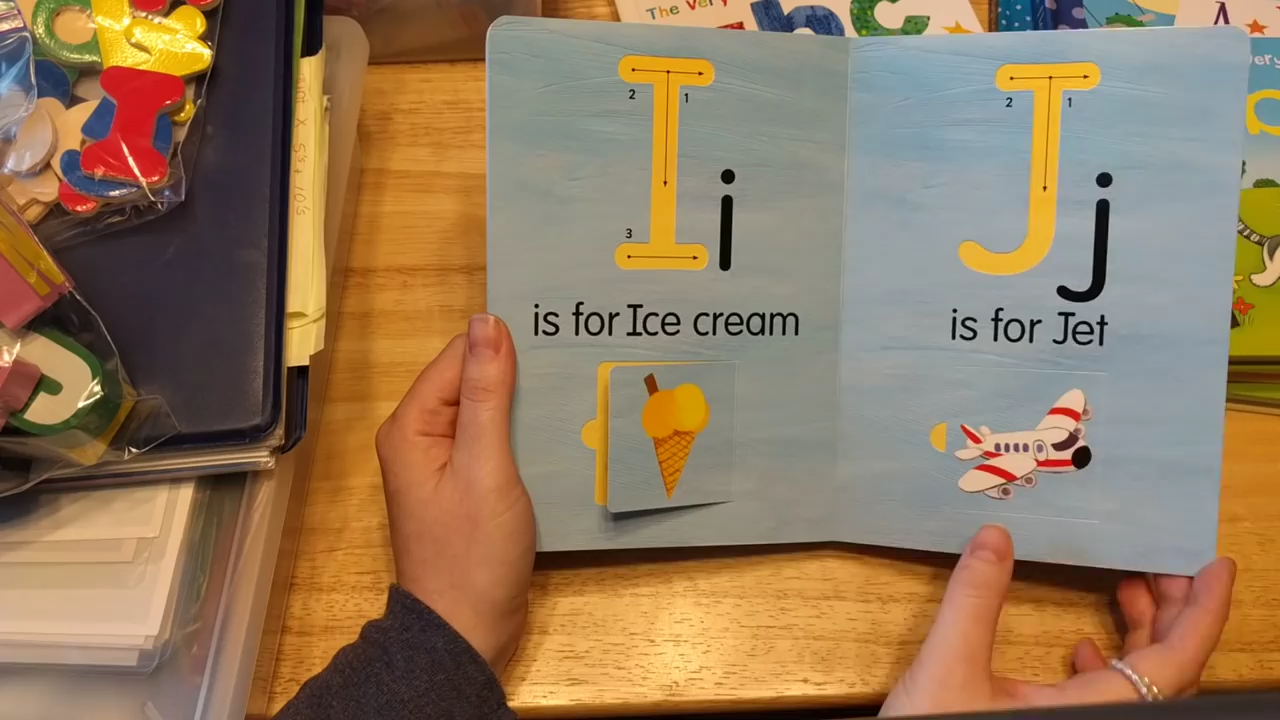 The Very
b c
I i
2 1
3
is for Ice cream
J j
2 1
is for Jet